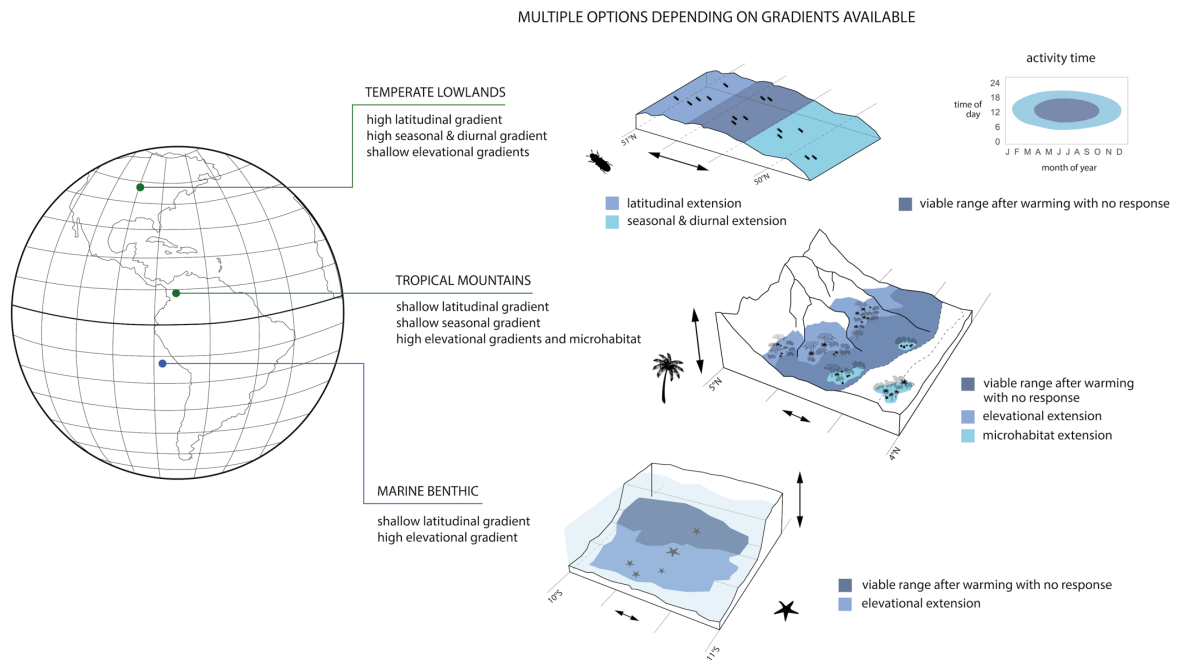 MULTIPLE OPTIONS DEPENDING ON GRADIENTS AVAILABLE
TEMPERATE LOWLANDS
high latitudinal gradient
high seasonal & diurnal gradient
shallow elevational gradients
51°N
50°N
activity time
time of
day
24
18
12
6
0
J F M A M J J A S O N D
month of year
latitudinal extension
seasonal & diurnal extension
viable range after warming with no response
TROPICAL MOUNTAINS
shallow latitudinal gradient
shallow seasonal gradient
high elevational gradients and microhabitat
5°N
4°N
viable range after warming
with no response
elevational extension
microhabitat extension
MARINE BENTHIC
shallow latitudinal gradient
high elevational gradient
10°S
11°S
viable range after warming with no response
elevational extension